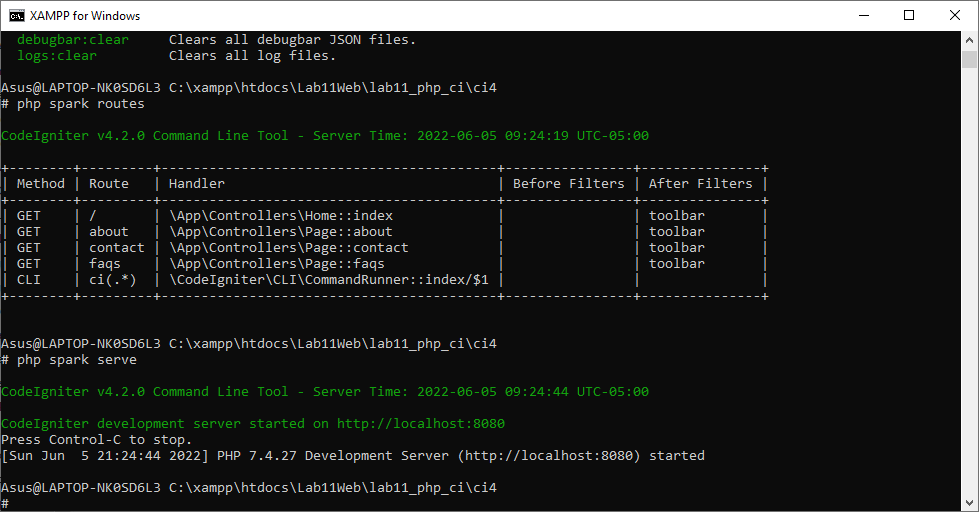 XAMPP for Windows
debugbar:clear     Clears all debugbar JSON files.
logs:clear         Clears all log files.
Asus@LAPTOP-NK0SD6L3 C:\xampp\htdocs\Lab11Web\lab11_php_ci\ci4
# php spark routes
CodeIgniter v4.2.0 Command Line Tool - Server Time: 2022-06-05 09:24:19 UTC-05:00
+--------+---------+------------------------------------------+----------------+---------------+
| Method | Route   | Handler                                  | Before Filters | After Filters |
+--------+---------+------------------------------------------+----------------+---------------+
| GET    | /       | \App\Controllers\Home::index             |                | toolbar       |
| GET    | about   | \App\Controllers\Page::about             |                | toolbar       |
| GET    | contact | \App\Controllers\Page::contact           |                | toolbar       |
| GET    | faqs    | \App\Controllers\Page::faqs              |                | toolbar       |
| CLI    | ci(.*)  | \CodeIgniter\CLI\CommandRunner::index/$1 |                |               |
+--------+---------+------------------------------------------+----------------+---------------+
Asus@LAPTOP-NK0SD6L3 C:\xampp\htdocs\Lab11Web\lab11_php_ci\ci4
# php spark serve
CodeIgniter v4.2.0 Command Line Tool - Server Time: 2022-06-05 09:24:44 UTC-05:00
CodeIgniter development server started on http://localhost:8080
Press Control-C to stop.
[Sun Jun  5 21:24:44 2022] PHP 7.4.27 Development Server (http://localhost:8080) started
Asus@LAPTOP-NK0SD6L3 C:\xampp\htdocs\Lab11Web\lab11_php_ci\ci4
#